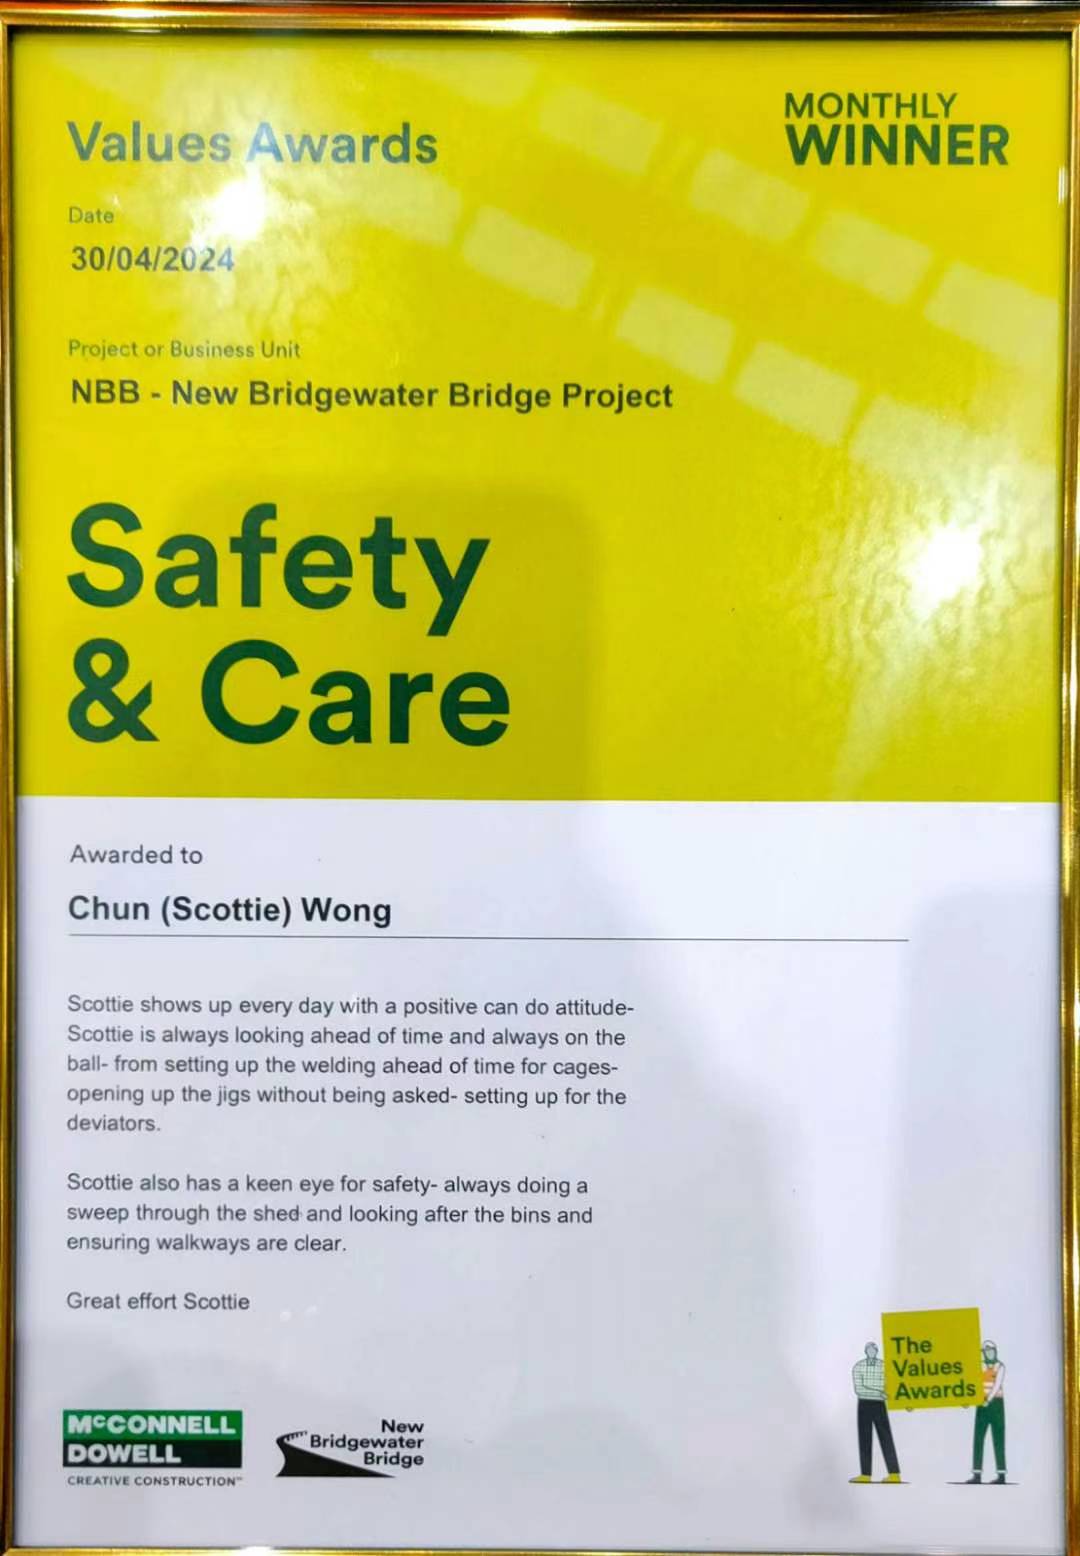 Values Awards
MONTHLY
WINNER
Date
30/04/2024
Project or Business Unit
NBB - New Bridgewater Bridge Project
Safety
& Care
Awarded to
Chun (Scottie) Wong
Scottie shows up every day with a positive can do attitude-
Scottie is always looking ahead of time and always on the
ball- from setting up the welding ahead of time for cages-
opening up the jigs without being asked- setting up for the
deviators.
Scottie also has a keen eye for safety- always doing a
sweep through the shed and looking after the bins and
ensuring walkways are clear.
Great effort Scottie
The
Values
Awards
McCONNELL
DOWELL
CREATIVE CONSTRUCTION™
New
Bridgewater
Bridge